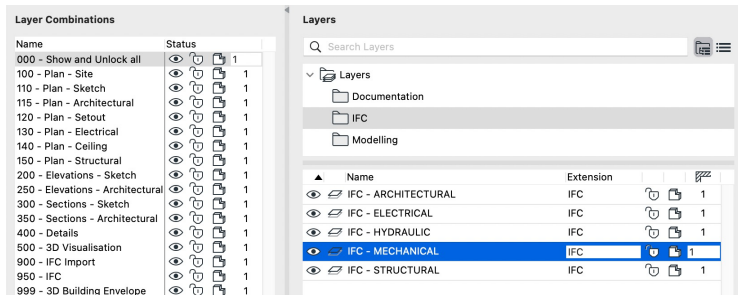 Layer Combinations
Name Status
000 - Show and Unlock all 1
100 - Plan - Site 1
110 - Plan - Sketch 1
115 - Plan - Architectural 1
120 - Plan - Setout 1
130 - Plan - Electrical 1
140 - Plan - Ceiling 1
150 - Plan - Structural 1
200 - Elevations - Sketch 1
250 - Elevations - Architectural 1
300 - Sections - Sketch 1
350 - Sections - Architectural 1
400 - Details 1
500 - 3D Visualisation 1
900 - IFC Import 1
950 - IFC 1
999 - 3D Building Envelope 1
Layers
Search Layers
Layers
Documentation
IFC
Modelling
Name Extension
IFC - ARCHITECTURAL IFC 1
IFC - ELECTRICAL IFC 1
IFC - HYDRAULIC IFC 1
IFC - MECHANICAL IFC 1
IFC - STRUCTURAL IFC 1